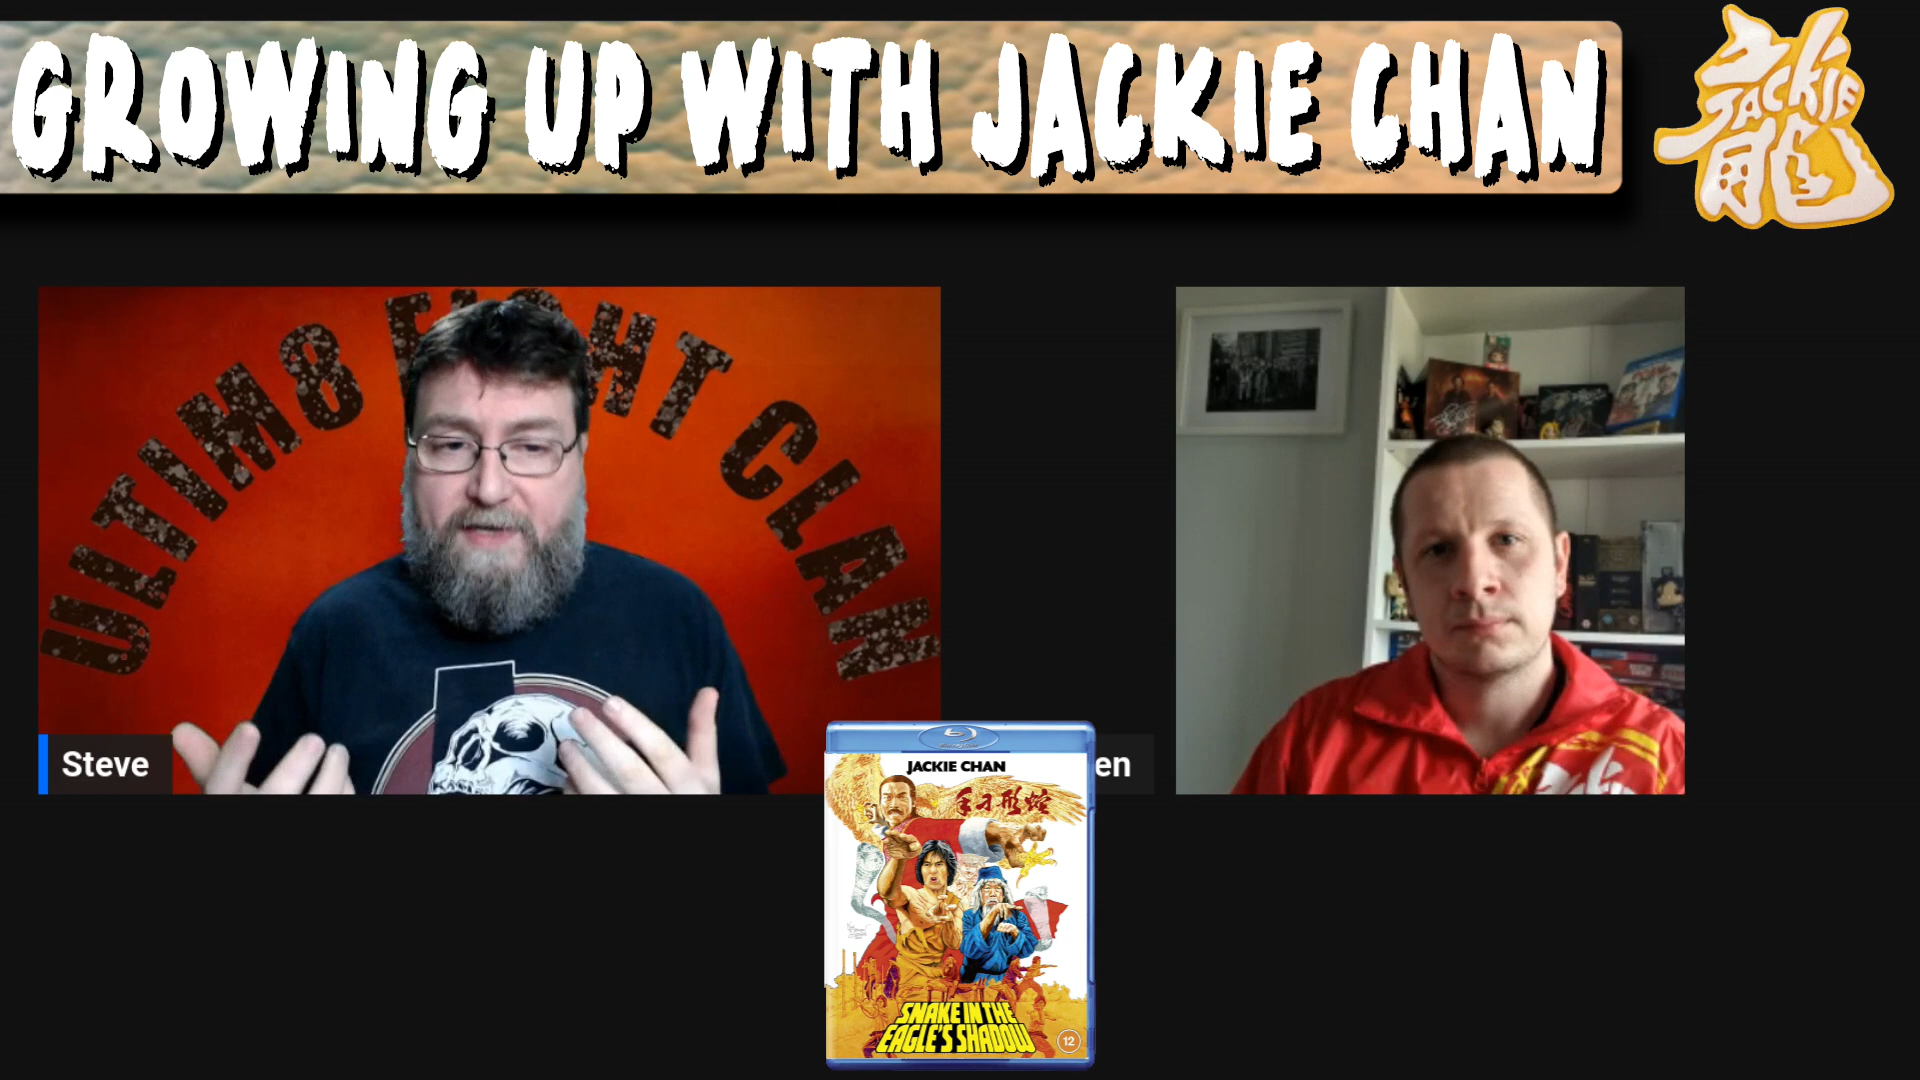 GROWING UP WITH JACKIE CHAN
JACKIE
ULTIM8 FIGHT CLAN
Steve
en
JACKIE CHAN
手刁形蛇
SNAKE IN THE
EAGLE'S SHADOW
12